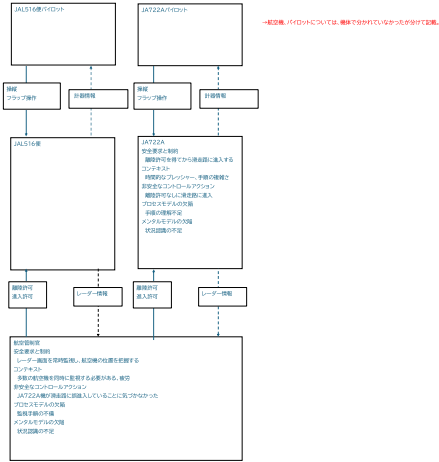 JAL516便パイロット
JA722Aパイロット
→航空機、パイロットについては、機体で分かれていなかったが分けて記載。
操縦
フラップ操作
計器情報
操縦
フラップ操作
計器情報
JAL516便
JA722A
安全要求と制約
離陸許可を得てから滑走路に進入する
コンテキスト
時間的なプレッシャー、手順の複雑さ
非安全なコントロールアクション
離陸許可なしに滑走路に進入
プロセスモデルの欠陥
手順の理解不足
メンタルモデルの欠陥
状況認識の不足
離陸許可
進入許可
レーダー情報
離陸許可
進入許可
レーダー情報
航空管制官
安全要求と制約
レーダー画面を常時監視し、航空機の位置を把握する
コンテキスト
多数の航空機を同時に監視する必要がある、疲労
非安全なコントロールアクション
JA722A機が滑走路に誤進入していることに気づかなかった
プロセスモデルの欠陥
監視手順の不備
メンタルモデルの欠陥
状況認識の不足